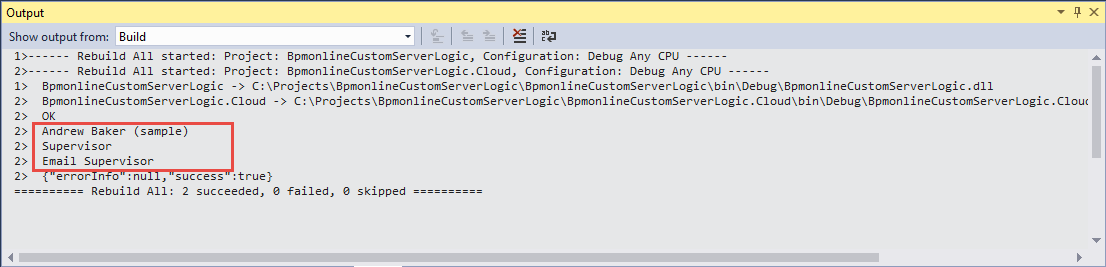 Output
Show output from: Build
1>------ Rebuild All started: Project: BpmonlineCustomServerLogic, Configuration: Debug Any CPU ------
2>------ Rebuild All started: Project: BpmonlineCustomServerLogic.Cloud, Configuration: Debug Any CPU ------
1>  BpmonlineCustomServerLogic -> C:\Projects\BpmonlineCustomServerLogic\BpmonlineCustomServerLogic\bin\Debug\BpmonlineCustomServerLogic.dll
2>  BpmonlineCustomServerLogic.Cloud -> C:\Projects\BpmonlineCustomServerLogic\BpmonlineCustomServerLogic.Cloud\bin\Debug\BpmonlineCustomServerLogic.Cloud
2>  OK
2>  Andrew Baker (sample)
2>  Supervisor
2>  Email Supervisor
2>  {"errorInfo":null,"success":true}
========== Rebuild All: 2 succeeded, 0 failed, 0 skipped ==========